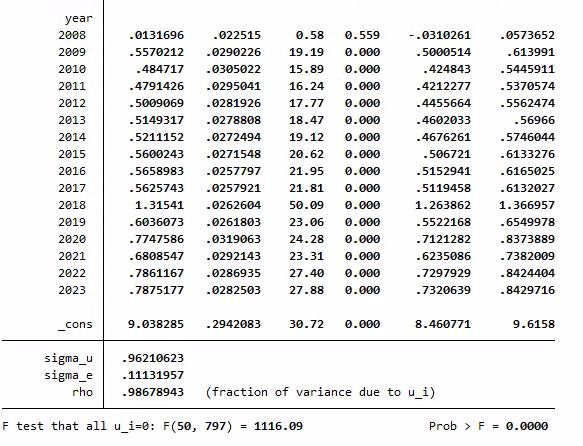 year
2008 .0131696 .022515 0.58 0.559 -.0310261 .0573652
2009 .5570212 .0290226 19.19 0.000 .5000514 .613991
2010 .484717 .0305022 15.89 0.000 .424843 .5445911
2011 .4791426 .0295041 16.24 0.000 .4212277 .5370574
2012 .5009069 .0281926 17.77 0.000 .4455664 .5562474
2013 .5149317 .0278808 18.47 0.000 .4602033 .56966
2014 .5211152 .0272494 19.12 0.000 .4676261 .5746044
2015 .5600243 .0271548 20.62 0.000 .506721 .6133276
2016 .5658983 .0257797 21.95 0.000 .5152941 .6165025
2017 .5625743 .0257921 21.81 0.000 .5119458 .6132027
2018 1.31541 .0262604 50.09 0.000 1.263862 1.366957
2019 .6036073 .0261803 23.06 0.000 .5522168 .6549978
2020 .7747586 .0319063 24.28 0.000 .7121282 .8373889
2021 .6808547 .0292143 23.31 0.000 .6235086 .7382009
2022 .7861167 .0286935 27.40 0.000 .7297929 .8424404
2023 .7875177 .0282503 27.88 0.000 .7320639 .8429716
_cons 9.038285 .2942083 30.72 0.000 8.460771 9.6158
sigma_u .96210623
sigma_e .11131957
rho .98678943 (fraction of variance due to u_i)
F test that all u_i=0: F(50, 797) = 1116.09 Prob > F = 0.0000